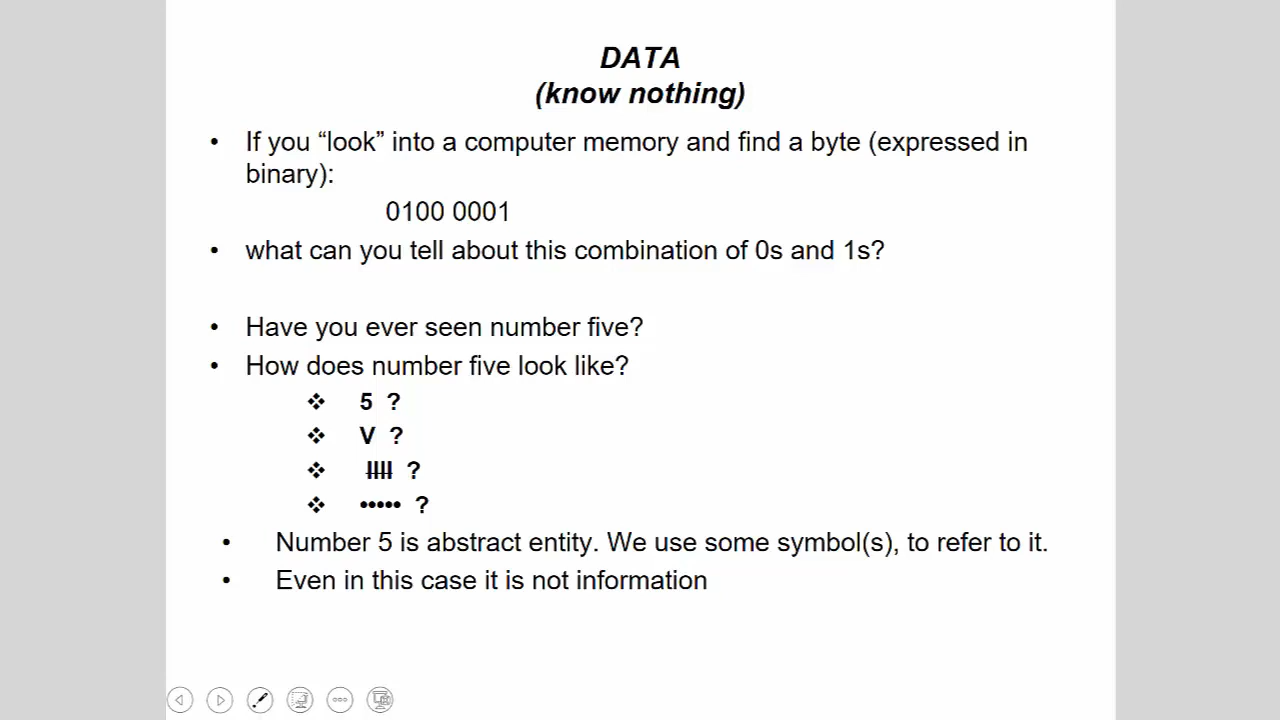 DATA
(know nothing)
• If you “look” into a computer memory and find a byte (expressed in
binary):
0100 0001
• what can you tell about this combination of 0s and 1s?
• Have you ever seen number five?
• How does number five look like?
❖ 5 ?
❖ V ?
❖ IIII ?
❖ ••••• ?
• Number 5 is abstract entity. We use some symbol(s), to refer to it.
• Even in this case it is not information